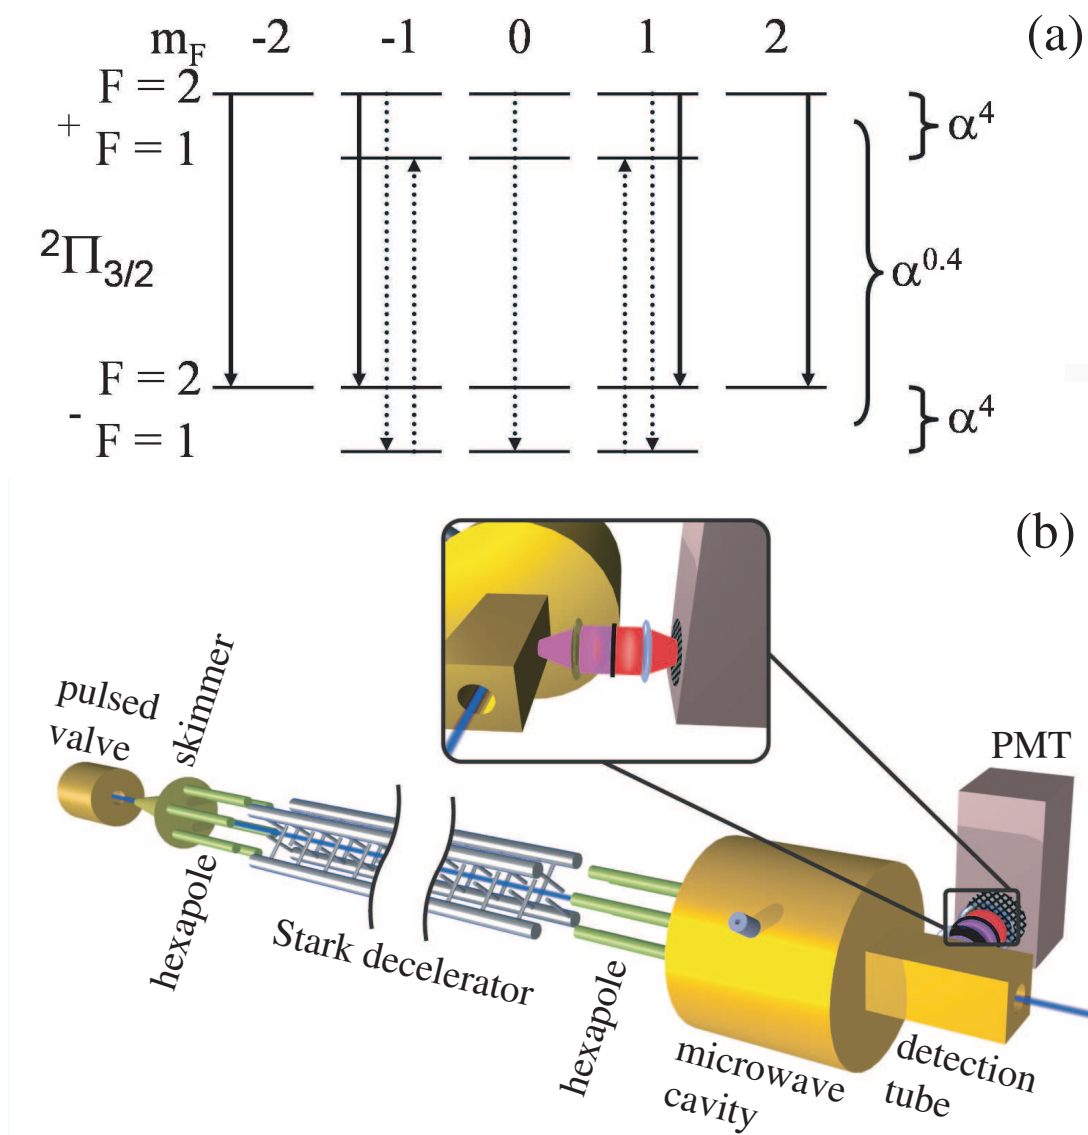 (a)
m_F -2 -1 0 1 2
F = 2
+
F = 1
α⁴
²Π_3/2
α^0.4
F = 2
-
F = 1
α⁴
(b)
pulsed
valve
skimmer
hexapole
Stark decelerator
hexapole
microwave
cavity
detection
tube
PMT